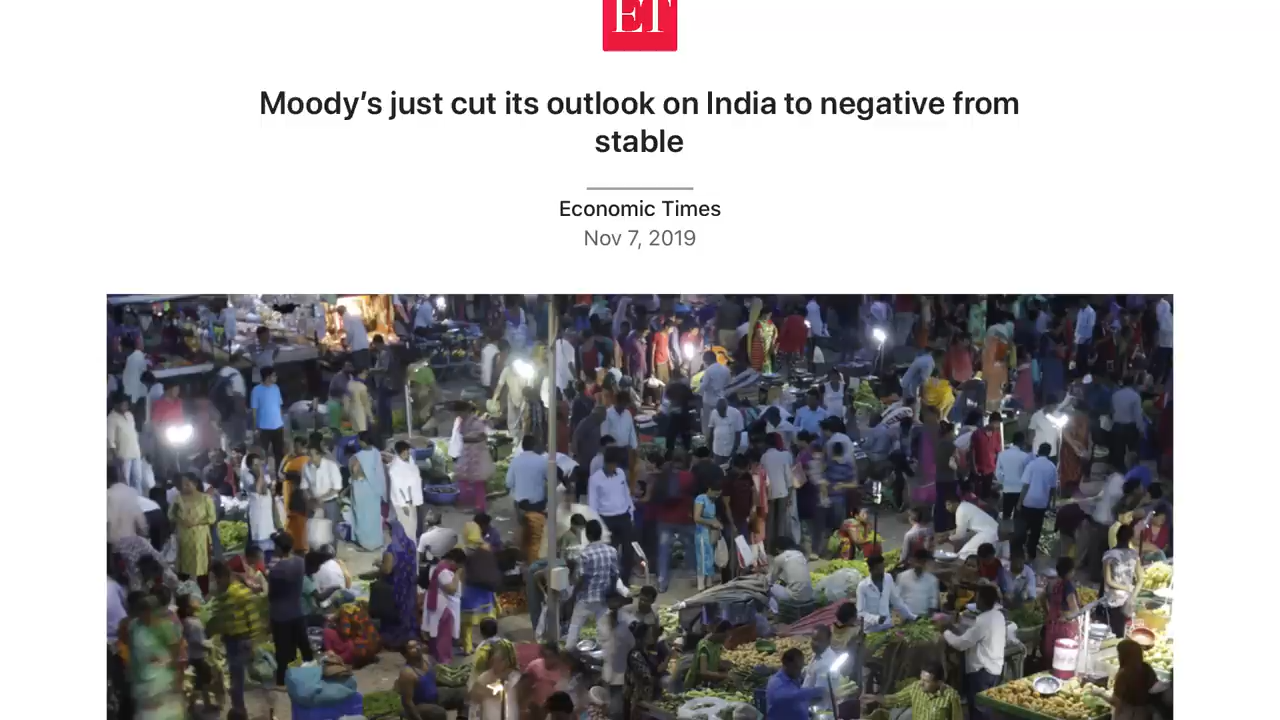 ET
Moody’s just cut its outlook on India to negative from
stable
Economic Times
Nov 7, 2019